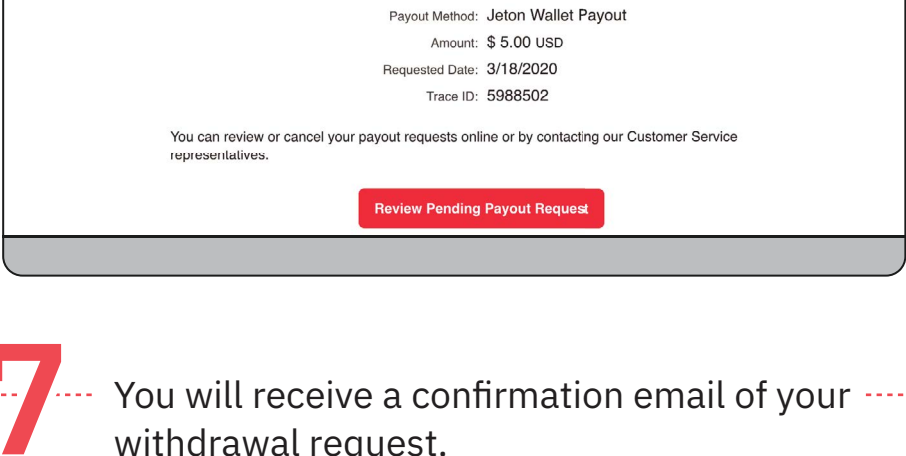 Payout Method: Jeton Wallet Payout
Amount: $ 5.00 USD
Requested Date: 3/18/2020
Trace ID: 5988502
You can review or cancel your payout requests online or by contacting our Customer Service
representatives.
Review Pending Payout Request
7
You will receive a confirmation email of your
withdrawal request.